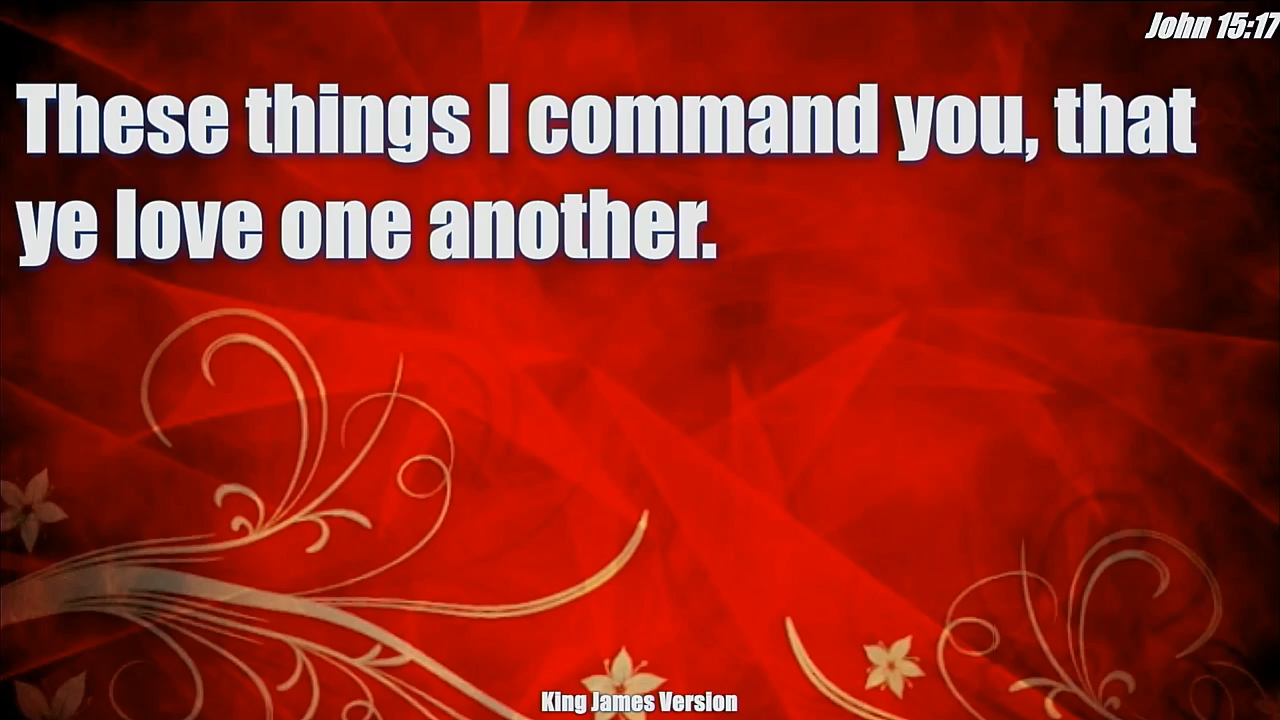 John 15:17
These things I command you, that
ye love one another.
King James Version